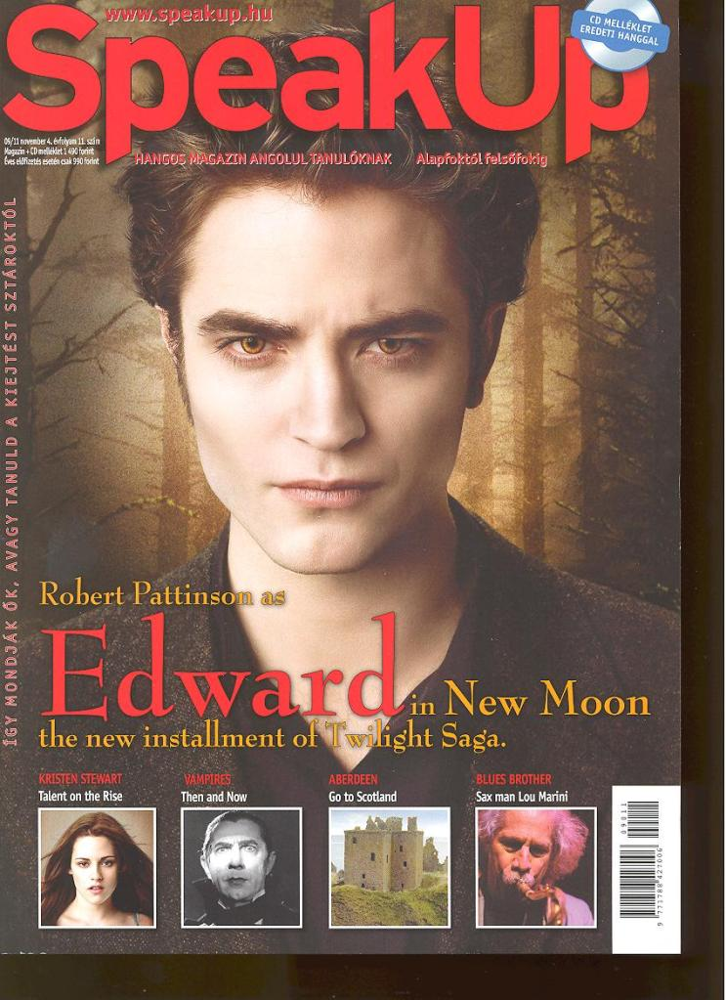 www.speakup.hu
SpeakUp
CD MELLÉKLET
EREDETI HANGGAL
09/11 november 4. évfolyam 11. szám
Magazin + CD melléklet 1 490 forint
Éves előfizetés esetén csak 990 forint
HANGOS MAGAZIN ANGOLUL TANULÓKNAK Alapfoktól felsőfokig
ÍGY MONDJÁK ŐK, AVAGY TANULD A KIEJTÉST SZTÁROKTÓL
Robert Pattinson as
Edward in New Moon
the new installment of Twilight Saga.
KRISTEN STEWART
Talent on the Rise
VAMPIRES
Then and Now
ABERDEEN
Go to Scotland
BLUES BROTHER
Sax man Lou Marini
09011
9 771788 427006